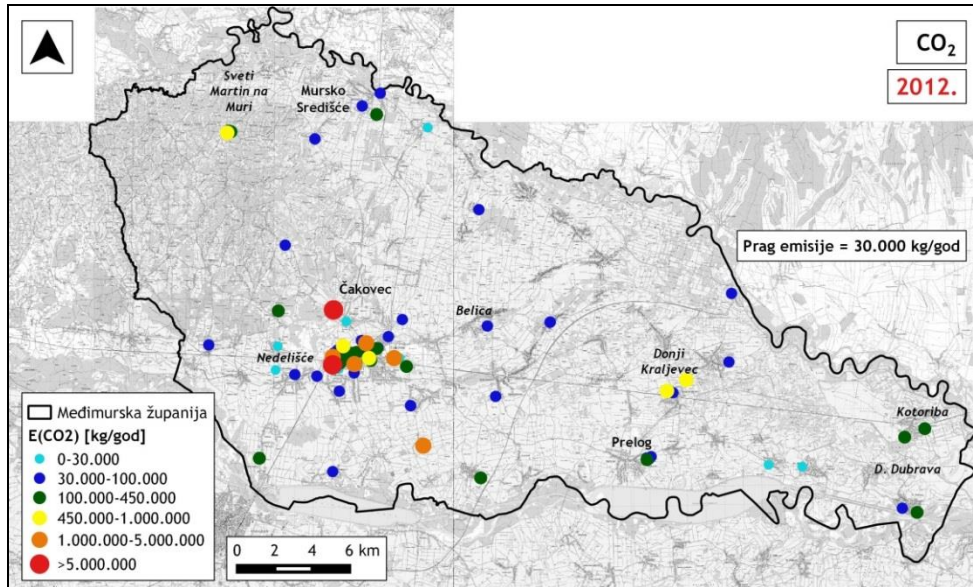 CO₂
2012.
Sveti
Martin na
Muri
Mursko
Središće
Prag emisije = 30.000 kg/god
Čakovec
Belica
Nedelišće
Donji
Kraljevec
Kotoriba
Prelog
D. Dubrava
Međimurska županija
E(CO2) [kg/god]
0-30.000
30.000-100.000
100.000-450.000
450.000-1.000.000
1.000.000-5.000.000
>5.000.000
0 2 4 6 km